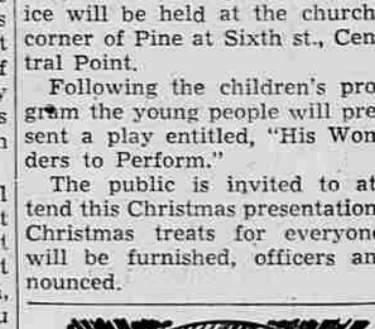 ice will be held at the church
corner of Pine at Sixth st., Cen
tral Point.
Following the children's pro
gram the young people will pre
sent a play entitled, "His Won
ders to Perform."
The public is invited to at
tend this Christmas presentation
Christmas treats for everyone
will be furnished, officers an
nounced.